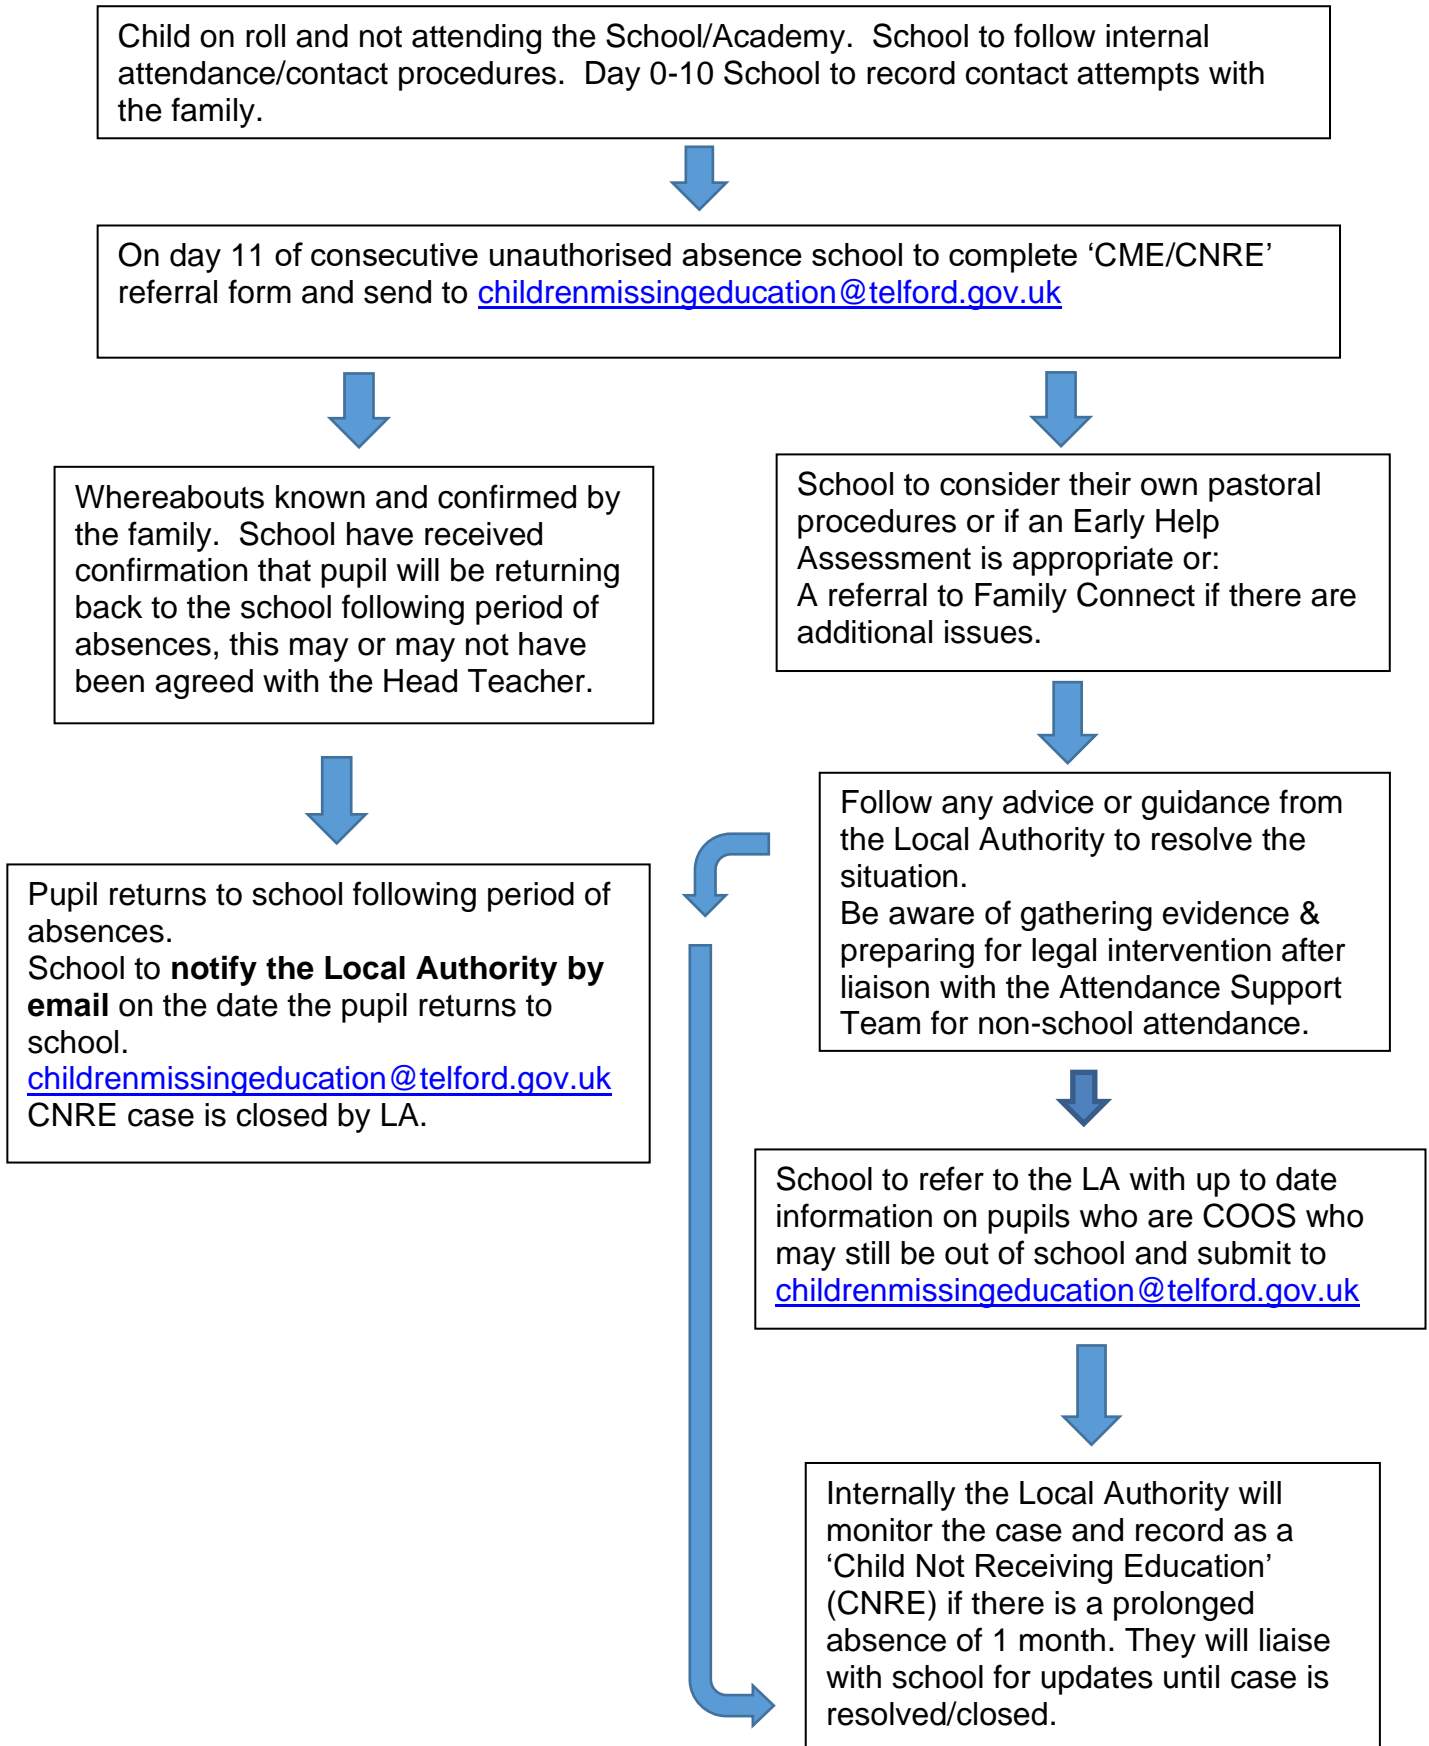 Child on roll and not attending the School/Academy.  School to follow internal
attendance/contact procedures.  Day 0-10 School to record contact attempts with
the family.
On day 11 of consecutive unauthorised absence school to complete ‘CME/CNRE’
referral form and send to childrenmissingeducation@telford.gov.uk
Whereabouts known and confirmed by
the family.  School have received
confirmation that pupil will be returning
back to the school following period of
absences, this may or may not have
been agreed with the Head Teacher.
School to consider their own pastoral
procedures or if an Early Help
Assessment is appropriate or:
A referral to Family Connect if there are
additional issues.
Pupil returns to school following period of
absences.
School to notify the Local Authority by
email on the date the pupil returns to
school.
childrenmissingeducation@telford.gov.uk
CNRE case is closed by LA.
Follow any advice or guidance from
the Local Authority to resolve the
situation.
Be aware of gathering evidence &
preparing for legal intervention after
liaison with the Attendance Support
Team for non-school attendance.
School to refer to the LA with up to date
information on pupils who are COOS who
may still be out of school and submit to
childrenmissingeducation@telford.gov.uk
Internally the Local Authority will
monitor the case and record as a
‘Child Not Receiving Education’
(CNRE) if there is a prolonged
absence of 1 month. They will liaise
with school for updates until case is
resolved/closed.